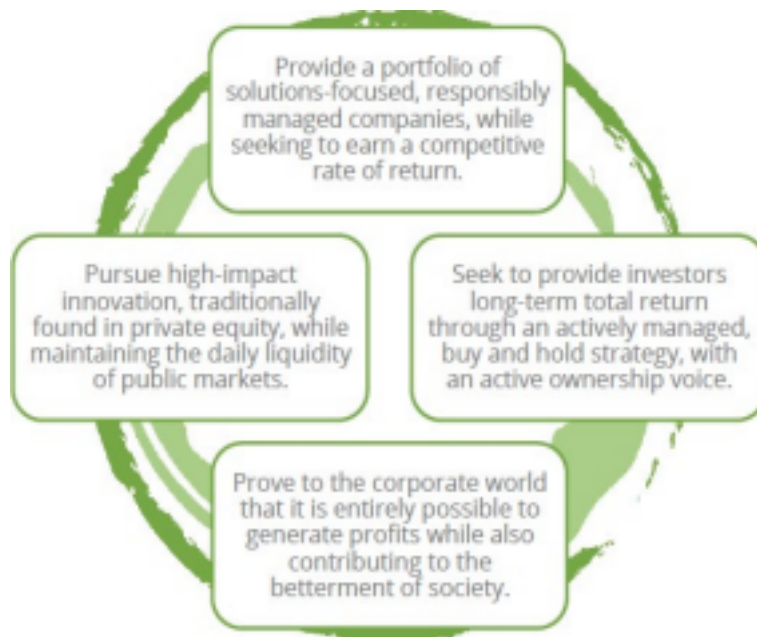 Provide a portfolio of
solutions-focused, responsibly
managed companies, while
seeking to earn a competitive
rate of return.
Pursue high-impact
innovation, traditionally
found in private equity, while
maintaining the daily liquidity
of public markets.
Seek to provide investors
long-term total return
through an actively managed,
buy and hold strategy, with
an active ownership voice.
Prove to the corporate world
that it is entirely possible to
generate profits while also
contributing to the
betterment of society.